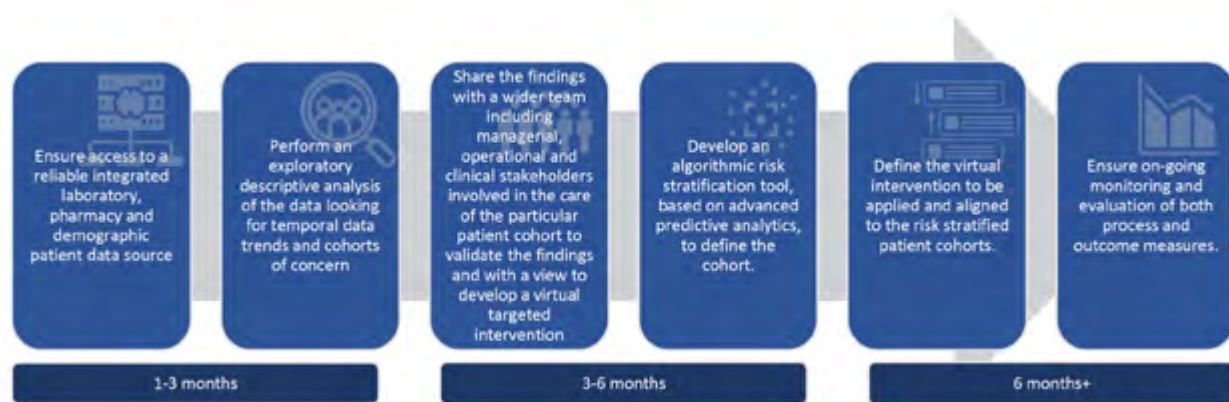 Ensure access to a
reliable integrated
laboratory,
pharmacy and
demographic
patient data source
Perform an
exploratory
descriptive analysis
of the data looking
for temporal data
trends and cohorts
of concern
Share the findings
with a wider team
including
managerial,
operational and
clinical stakeholders
involved in the care
of the particular
patient cohort to
validate the findings
and with a view to
develop a virtual
targeted
intervention
Develop an
algorithmic risk
stratification tool,
based on advanced
predictive analytics,
to define the
cohort.
Define the virtual
intervention to be
applied and aligned
to the risk stratified
patient cohorts.
Ensure on-going
monitoring and
evaluation of both
process and
outcome measures.
1-3 months
3-6 months
6 months+